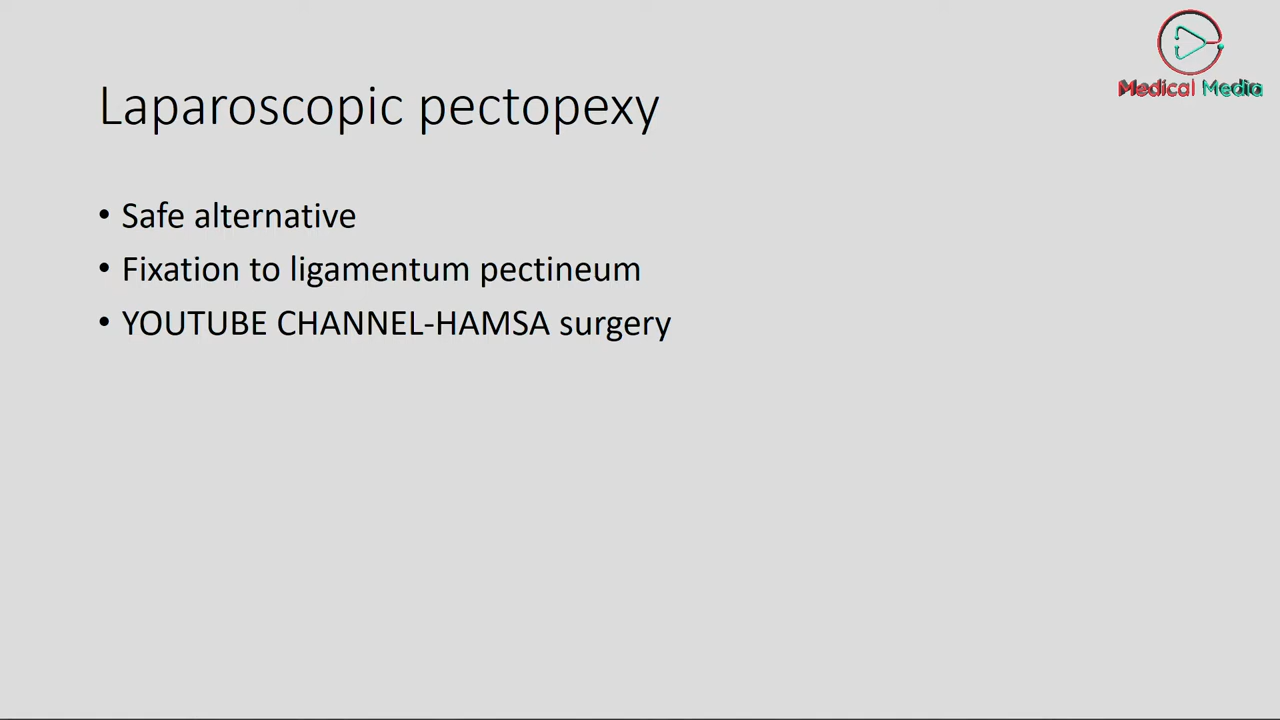 Medical Media
Laparoscopic pectopexy
• Safe alternative
• Fixation to ligamentum pectineum
• YOUTUBE CHANNEL-HAMSA surgery